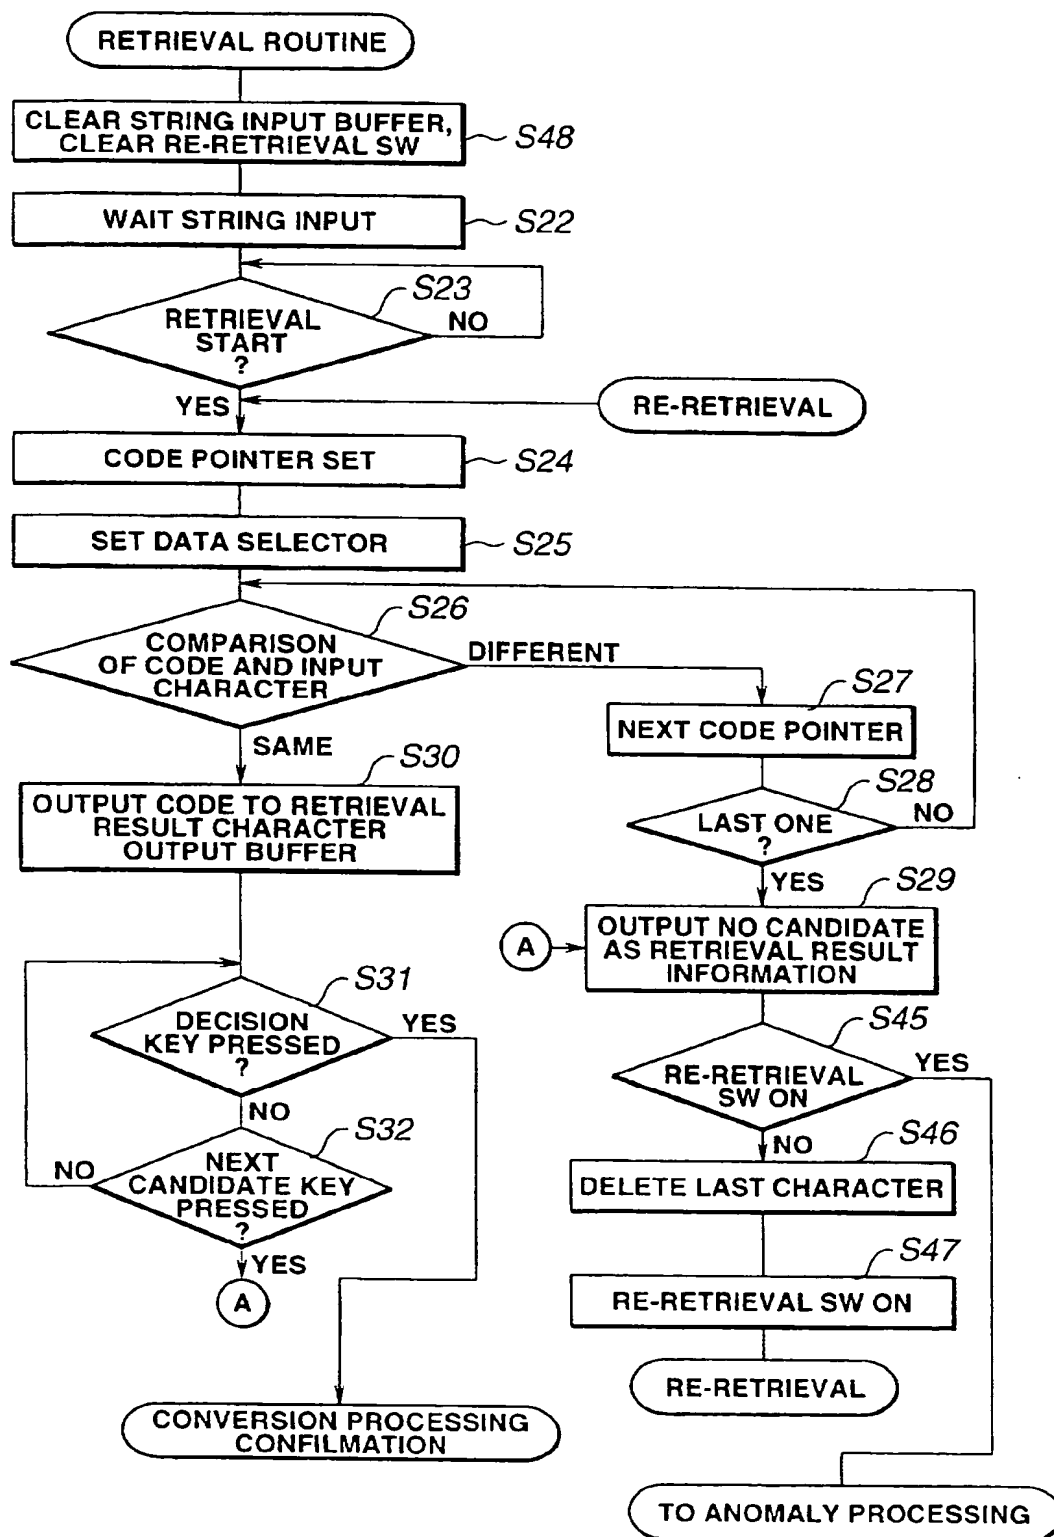 RETRIEVAL ROUTINE
CLEAR STRING INPUT BUFFER,
CLEAR RE-RETRIEVAL SW
S48
WAIT STRING INPUT
S22
S23
RETRIEVAL
START
?
NO
YES
RE-RETRIEVAL
CODE POINTER SET
S24
SET DATA SELECTOR
S25
S26
COMPARISON
OF CODE AND INPUT
CHARACTER
DIFFERENT
SAME
S27
NEXT CODE POINTER
S28
LAST ONE
?
NO
YES
S30
OUTPUT CODE TO RETRIEVAL
RESULT CHARACTER
OUTPUT BUFFER
S29
A
OUTPUT NO CANDIDATE
AS RETRIEVAL RESULT
INFORMATION
S31
DECISION
KEY PRESSED
?
YES
NO
S32
NEXT
CANDIDATE KEY
PRESSED
?
NO
YES
A
S45
RE-RETRIEVAL
SW ON
YES
NO
S46
DELETE LAST CHARACTER
S47
RE-RETRIEVAL SW ON
RE-RETRIEVAL
CONVERSION PROCESSING
CONFILMATION
TO ANOMALY PROCESSING